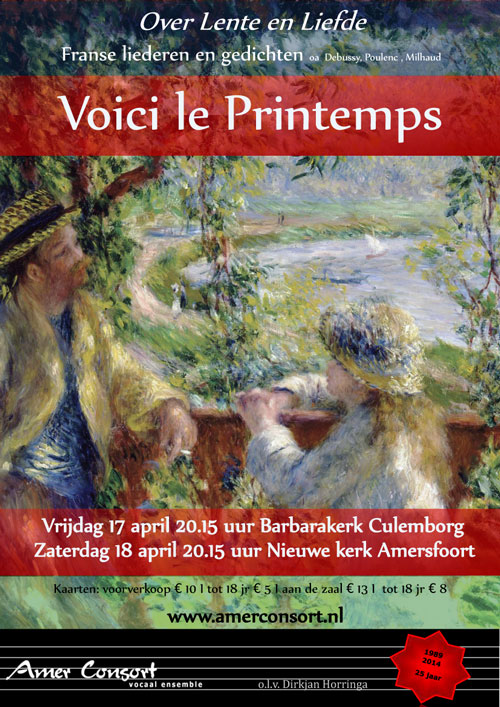 Over Lente en Liefde
Franse liederen en gedichten oa Debussy, Poulenc , Milhaud
Voici le Printemps
Vrijdag 17 april 20.15 uur Barbarakerk Culemborg
Zaterdag 18 april 20.15 uur Nieuwe kerk Amersfoort
Kaarten: voorverkoop € 10 l tot 18 jr € 5 l aan de zaal € 13 l tot 18 jr € 8
www.amerconsort.nl
Amer Consort
vocaal ensemble
o.l.v. Dirkjan Horringa
1989
2014
25 jaar